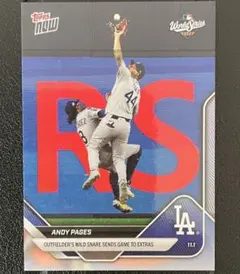 topps
now
World Series
RS
44
ANDY PAGES
OUTFIELDER'S WILD SNARE SENDS GAME TO EXTRAS
LA
11.1